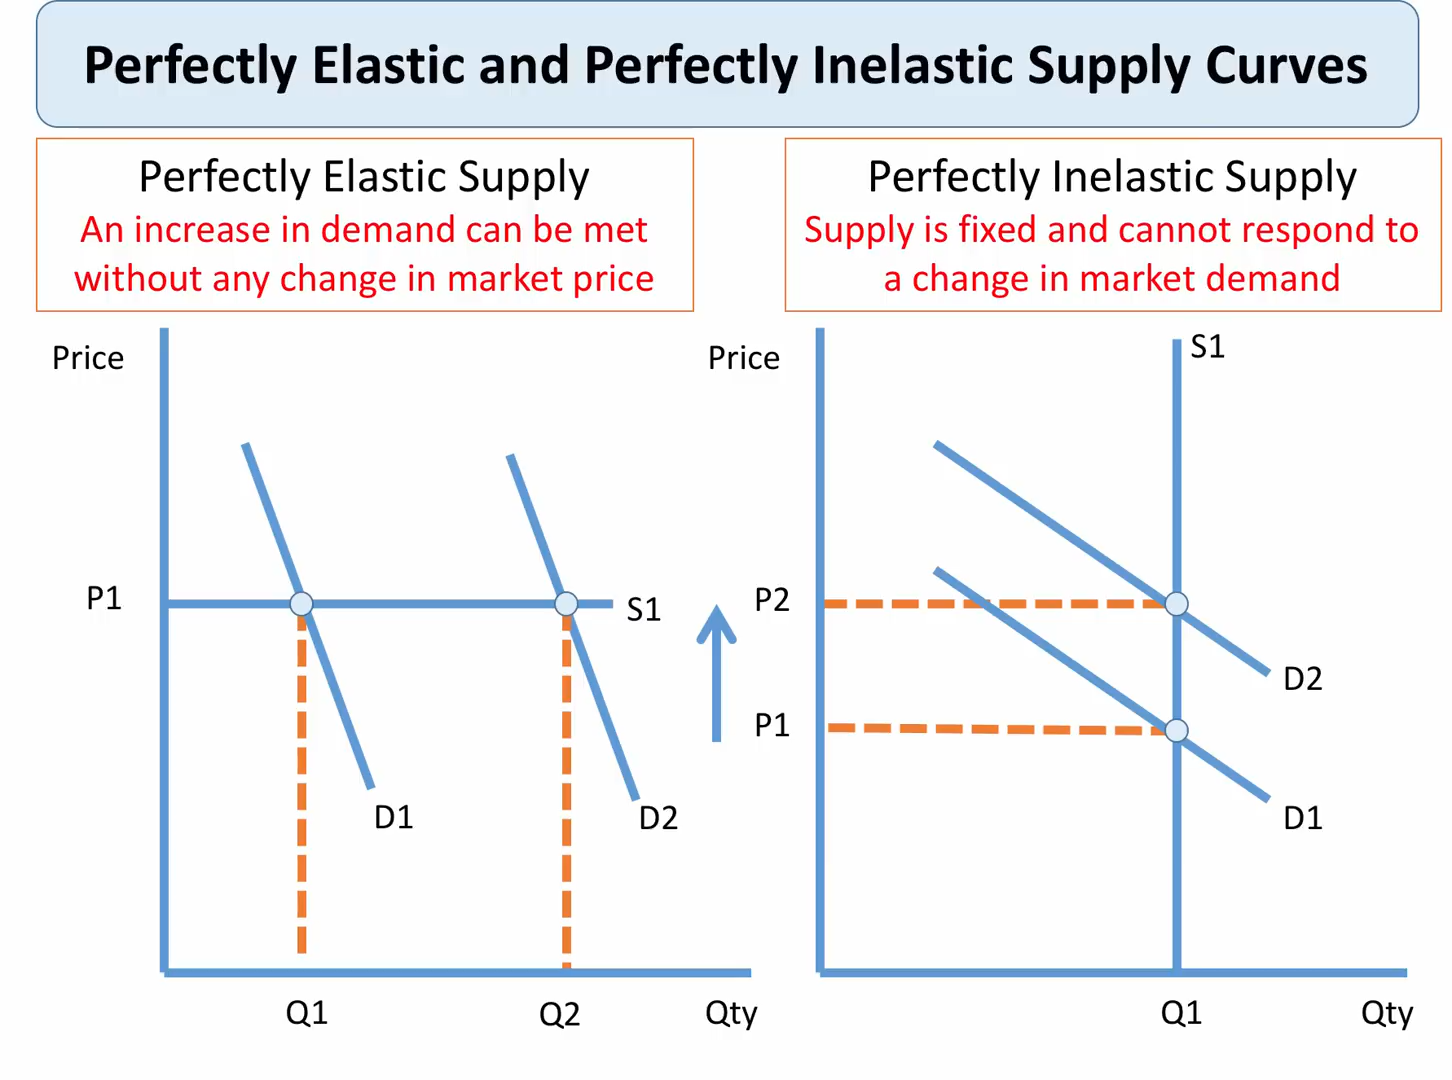 Perfectly Elastic and Perfectly Inelastic Supply Curves
Perfectly Elastic Supply
An increase in demand can be met
without any change in market price
Perfectly Inelastic Supply
Supply is fixed and cannot respond to
a change in market demand
Price
P1
S1
D1
D2
Q1
Q2
Qty
Price
S1
P2
P1
D2
D1
Q1
Qty